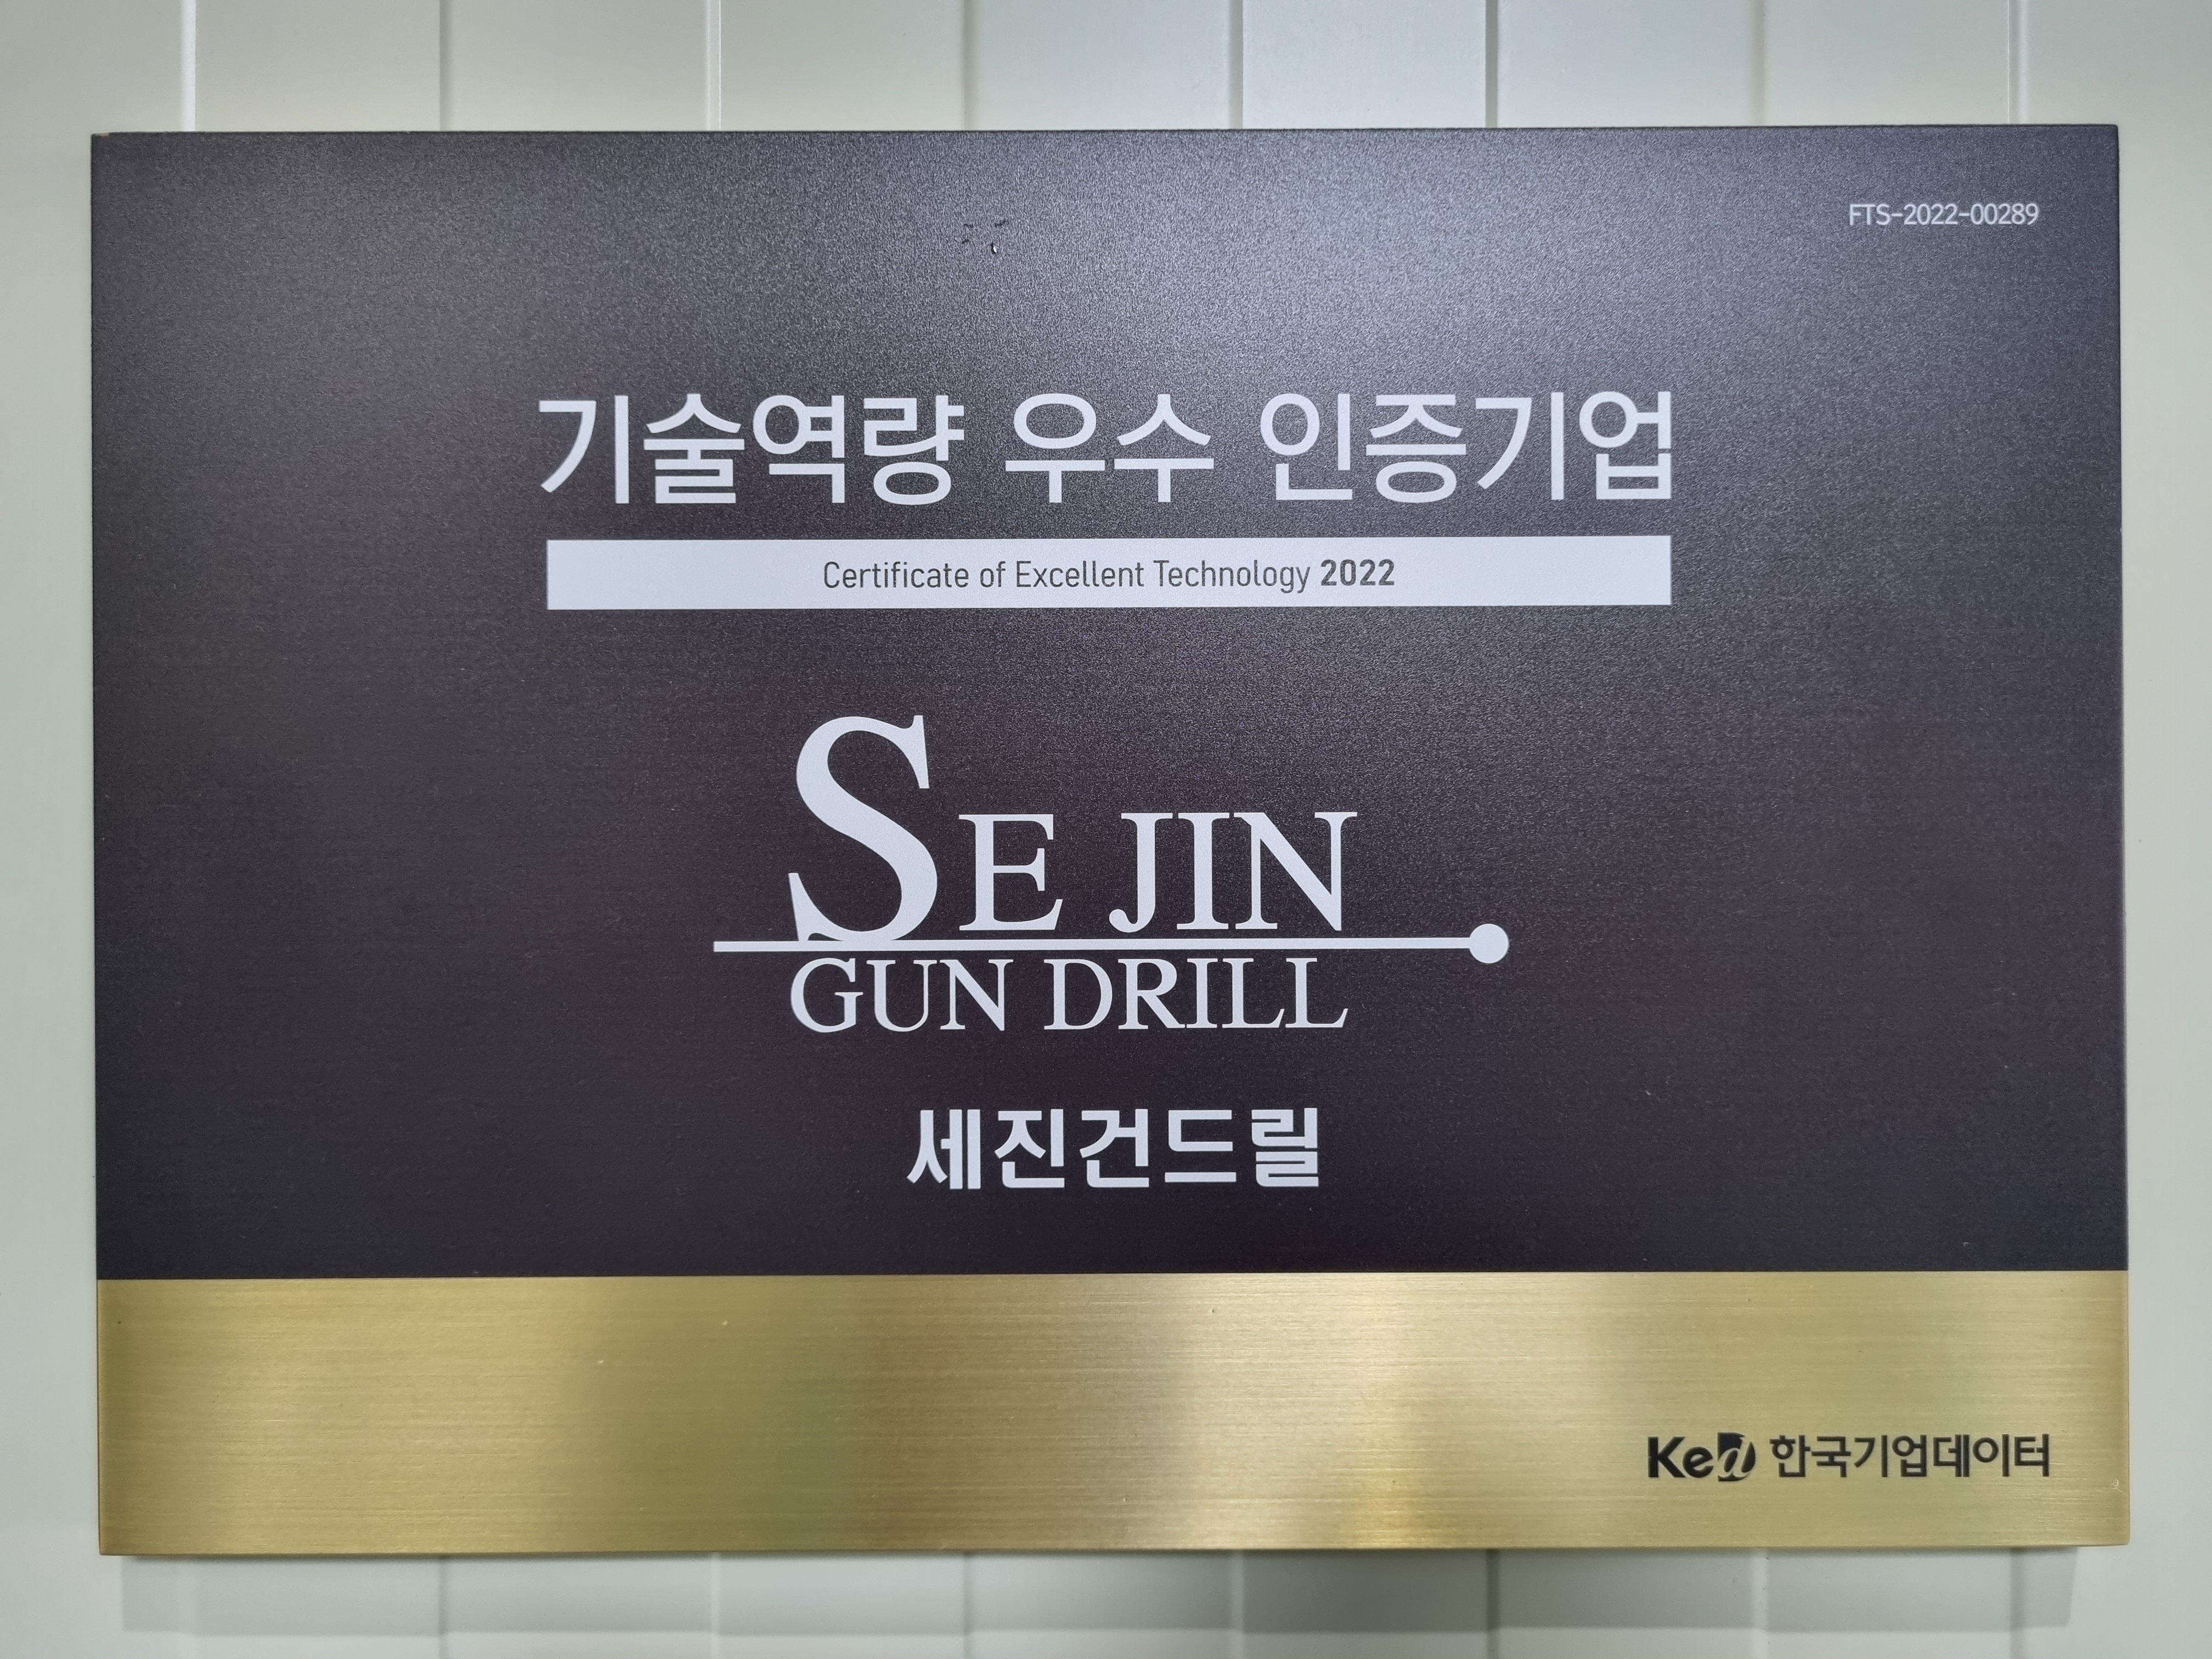 FTS-2022-00289
기술역량 우수 인증기업
Certificate of Excellent Technology 2022
SE JIN
GUN DRILL
세진건드릴
Ked 한국기업데이터